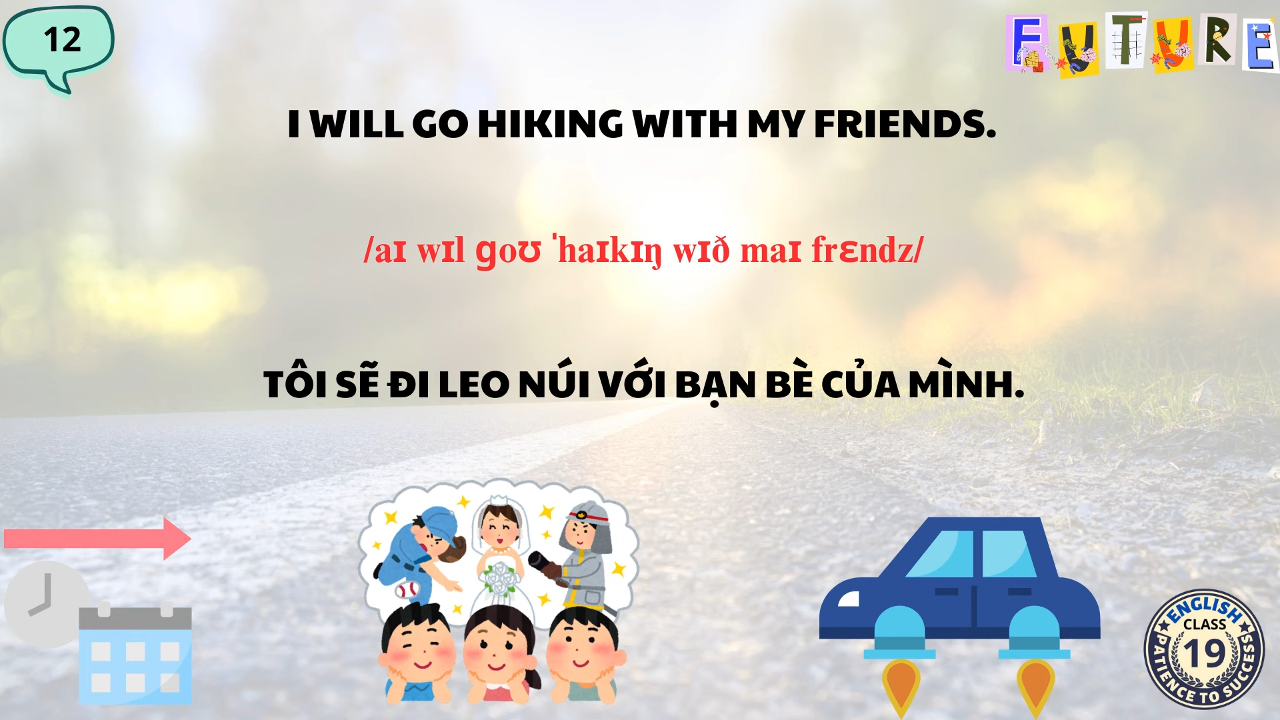 12
FUTURE
I WILL GO HIKING WITH MY FRIENDS.
/aɪ wɪl ɡoʊ ˈhaɪkɪŋ wɪð maɪ frɛndz/
TÔI SẼ ĐI LEO NÚI VỚI BẠN BÈ CỦA MÌNH.
ENGLISH
CLASS
19
PATIENCE TO SUCCESS